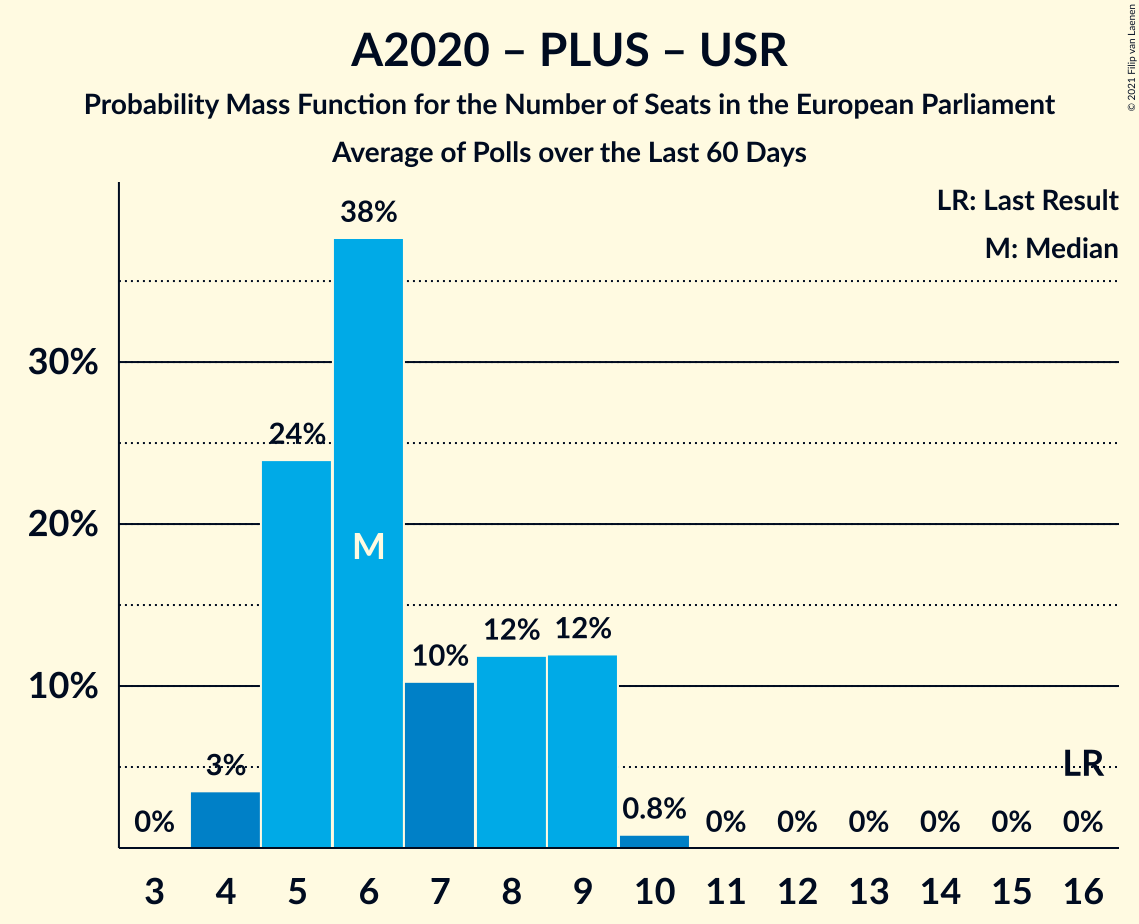 A2020 – PLUS – USR
Probability Mass Function for the Number of Seats in the European Parliament
Average of Polls over the Last 60 Days
© 2021 Filip van Laenen
LR: Last Result
M: Median
38%
30%
24%
20%
M
12%
12%
10%
10%
3%
LR
0%
0.8%
0%
0%
0%
0%
0%
0%
3 4 5 6 7 8 9 10 11 12 13 14 15 16